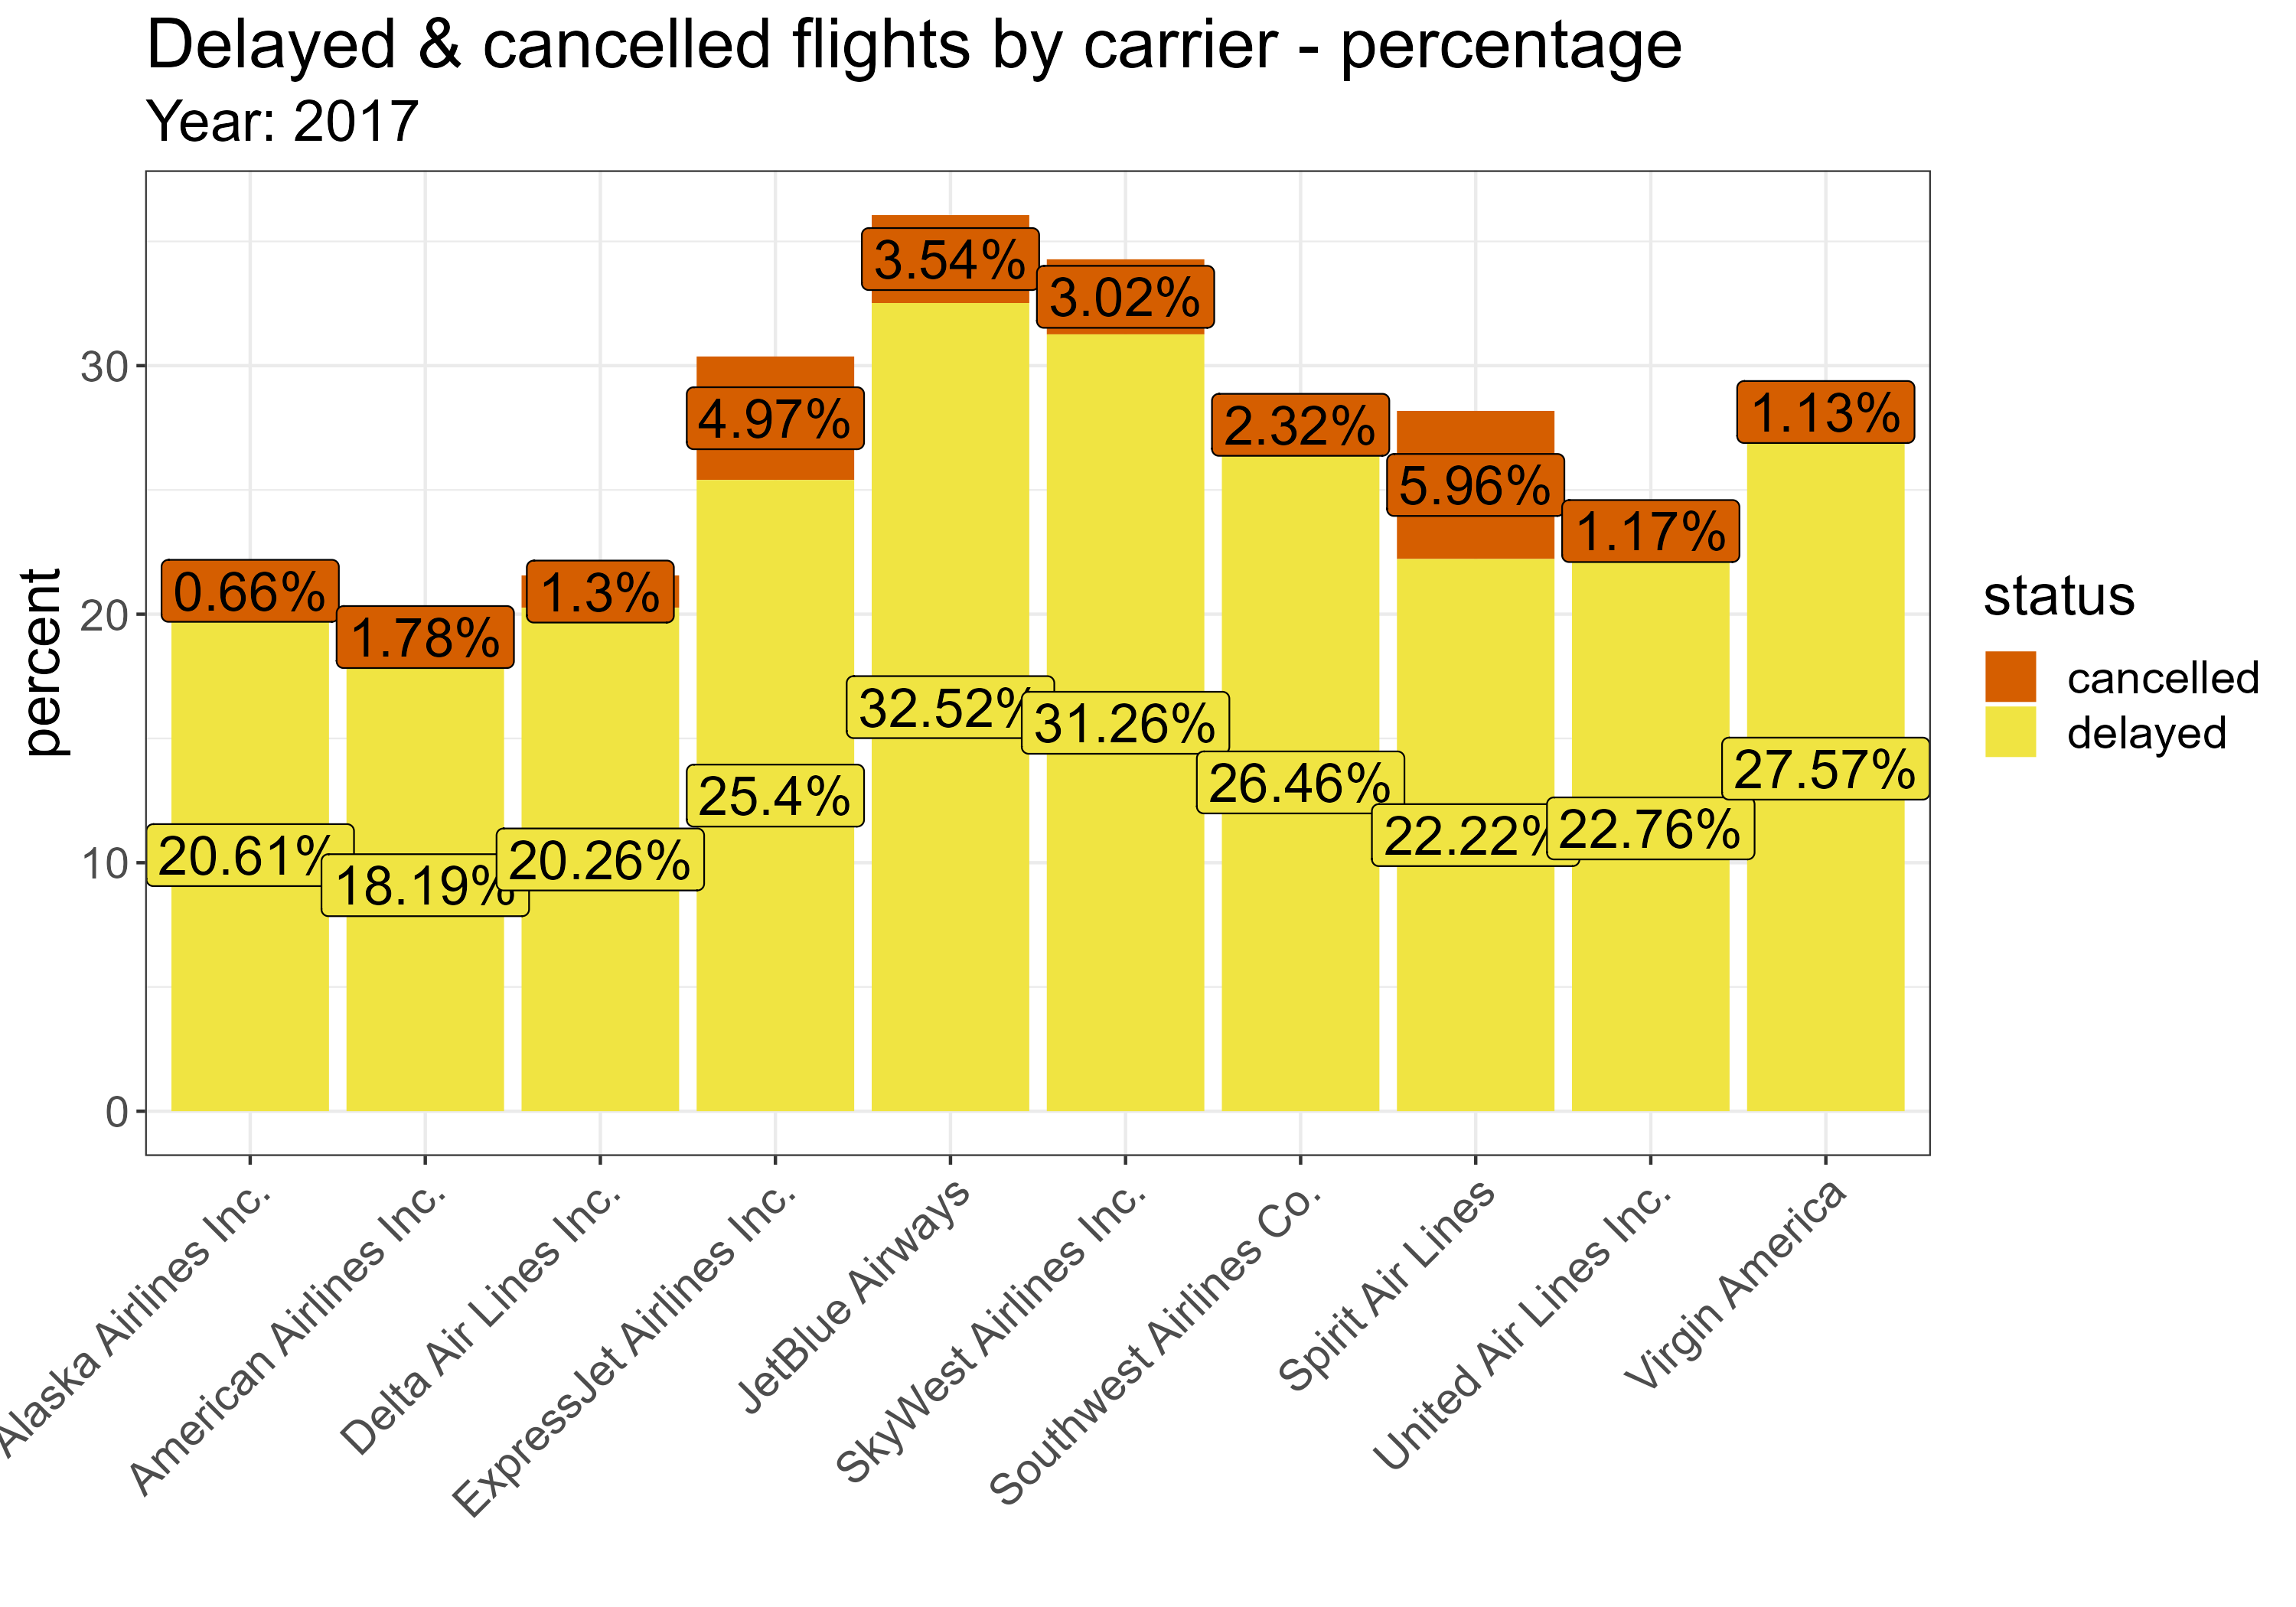 Delayed & cancelled flights by carrier - percentage
Year: 2017
percent
30
20
10
0
3.54%
3.02%
4.97%
2.32%
1.13%
5.96%
1.17%
0.66%
1.78%
1.3%
32.52%
31.26%
26.46%
27.57%
25.4%
22.22%
22.76%
20.61%
18.19%
20.26%
status
cancelled
delayed
Alaska Airlines Inc.
American Airlines Inc.
Delta Air Lines Inc.
ExpressJet Airlines Inc.
JetBlue Airways
SkyWest Airlines Inc.
Southwest Airlines Co.
Spirit Air Lines
United Air Lines Inc.
Virgin America